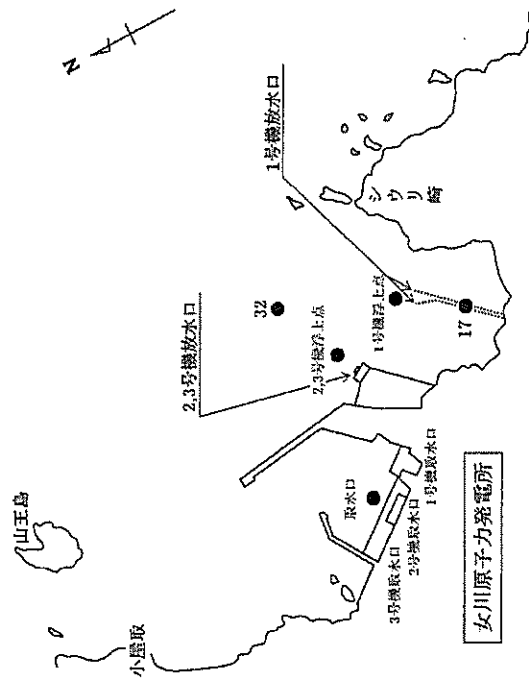 N
山王島
小屋取
2,3号機放水口
1号機放水口
32
2,3号機浮上点
1号機浮上点
17
シウリ崎
取水口
3号機取水口
2号機取水口
1号機取水口
女川原子力発電所